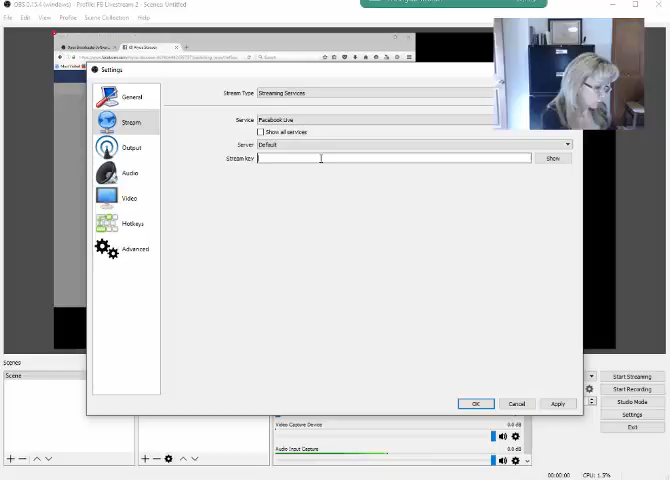 OBS 0.15.4 (windows) - Profile: FB Livestream 2 - Scenes: Untitled
File Edit View Profile Scene Collection Help
Settings
General
Stream
Output
Audio
Video
Hotkeys
Advanced
Stream Type Streaming Services
Service Facebook Live
Show all services
Server Default
Stream key Show
OK Cancel Apply
Scenes
Scene
Start Streaming
Start Recording
Studio Mode
Settings
Exit
Video Capture Device 0.0 dB
Audio Input Capture 0.0 dB
00:00:00 CPU: 1.5%